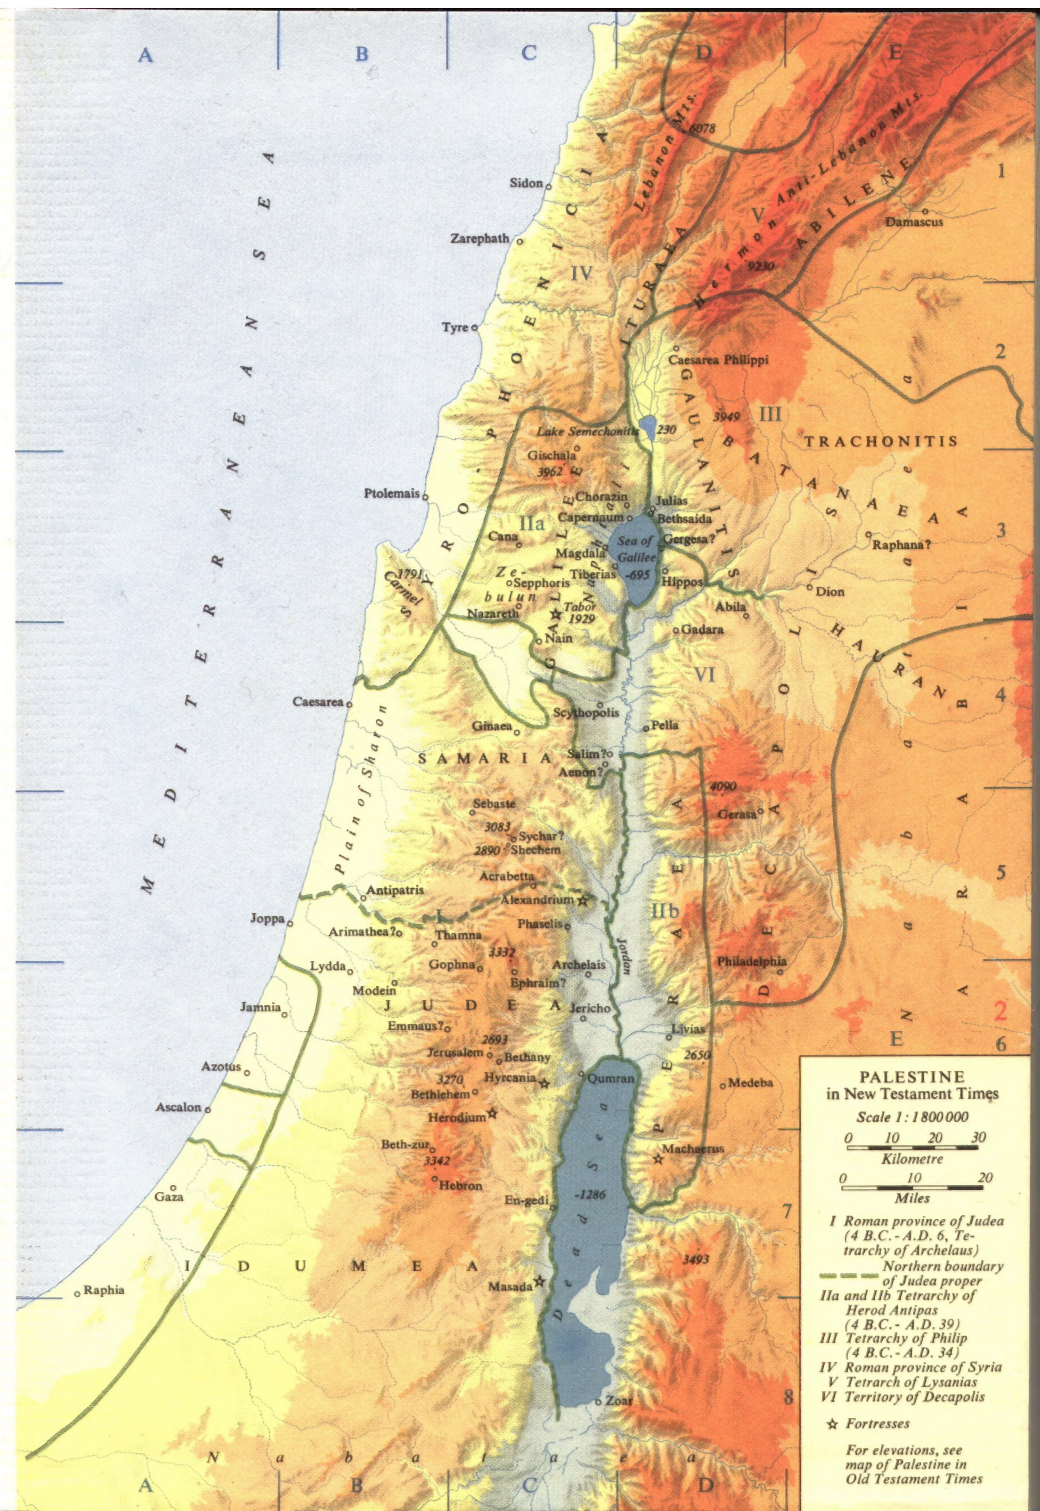 A
B
C
D
E
1
Lebanon Mts.
6078
Anti-Lebanon Mts.
Sidon
PHOENICIA
V
ABILENE
Damascus
Zarephath
IV
Hermon
9230
ITURAEA
Tyre
2
Caesarea Philippi
GAULANITIS
3949
III
BATANAEA
TRACHONITIS
Lake Semechonitis
230
Gischala
3962
MEDITERRANEAN SEA
Ptolemais
SYRO-
Chorazin
Julias
Capernaum
Bethsaida
IIa
GALILEE
Naphtali
3
Cana
Sea of
Galilee
-695
Gergesa?
Raphana?
Magdala
Carmel
1791
Ze-
bulun
Sepphoris
Tiberias
Hippos
Dion
Nazareth
Tabor
1929
Abila
Nain
Gadara
HAURAN
VI
4
Caesarea
Scythopolis
Ginaea
Pella
Plain of Sharon
SAMARIA
Salim?
Aenon?
4090
DECAPOLIS
Gerasa
Sebaste
3083
Sychar?
2890
Shechem
5
Acrabetta
Antipatris
Alexandrium
IIb
PERAEA
ARABIA
Nabataea
Joppa
I
Arimathea?
Thamna
Phaselis
Jordan
3332
Lydda
Gophna
Archelais
Philadelphia
Modein
Ephraim?
JUDEA
Jamnia
Jericho
2
Emmaus?
Livias
E
6
2693
Jerusalem
Bethany
2650
Azotus
3270
Hyrcania
Qumran
Medeba
Bethlehem
Ascalon
Herodium
Beth-zur
3342
Machaerus
Hebron
Gaza
En-gedi
-1286
Dead Sea
7
IDUMEA
3493
Masada
Raphia
Zoar
8
Nabataea
A
B
C
D
PALESTINE
in New Testament Times
Scale 1:1800000
0 10 20 30
Kilometre
0 10 20
Miles
I Roman province of Judea
(4 B.C.- A.D. 6, Te-
trarchy of Archelaus)
Northern boundary
of Judea proper
IIa and IIb Tetrarchy of
Herod Antipas
(4 B.C.- A.D. 39)
III Tetrarchy of Philip
(4 B.C.- A.D. 34)
IV Roman province of Syria
V Tetrarch of Lysanias
VI Territory of Decapolis
Fortresses
For elevations, see
map of Palestine in
Old Testament Times